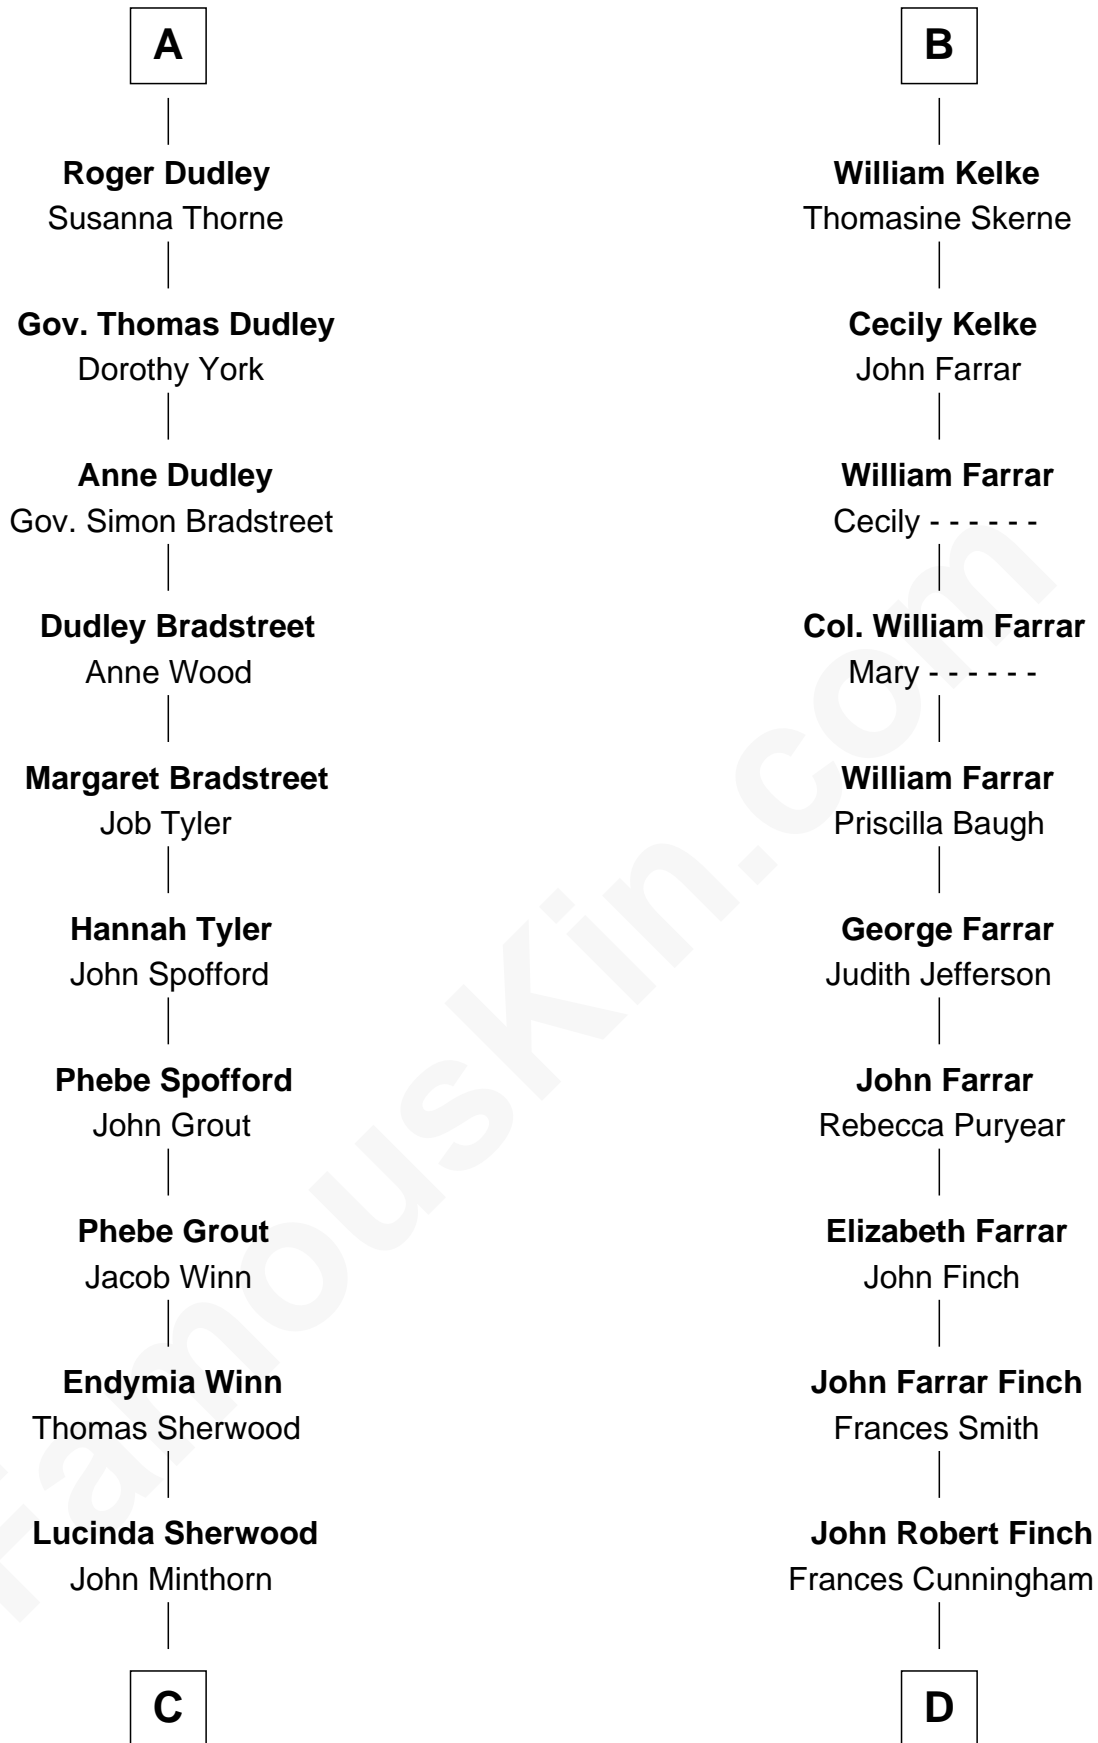 A
Roger Dudley
Susanna Thorne
Gov. Thomas Dudley
Dorothy York
Anne Dudley
Gov. Simon Bradstreet
Dudley Bradstreet
Anne Wood
Margaret Bradstreet
Job Tyler
Hannah Tyler
John Spofford
Phebe Spofford
John Grout
Phebe Grout
Jacob Winn
Endymia Winn
Thomas Sherwood
Lucinda Sherwood
John Minthorn
C
B
William Kelke
Thomasine Skerne
Cecily Kelke
John Farrar
William Farrar
Cecily - - - - - -
Col. William Farrar
Mary - - - - - -
William Farrar
Priscilla Baugh
George Farrar
Judith Jefferson
John Farrar
Rebecca Puryear
Elizabeth Farrar
John Finch
John Farrar Finch
Frances Smith
John Robert Finch
Frances Cunningham
D
FamousKin.com